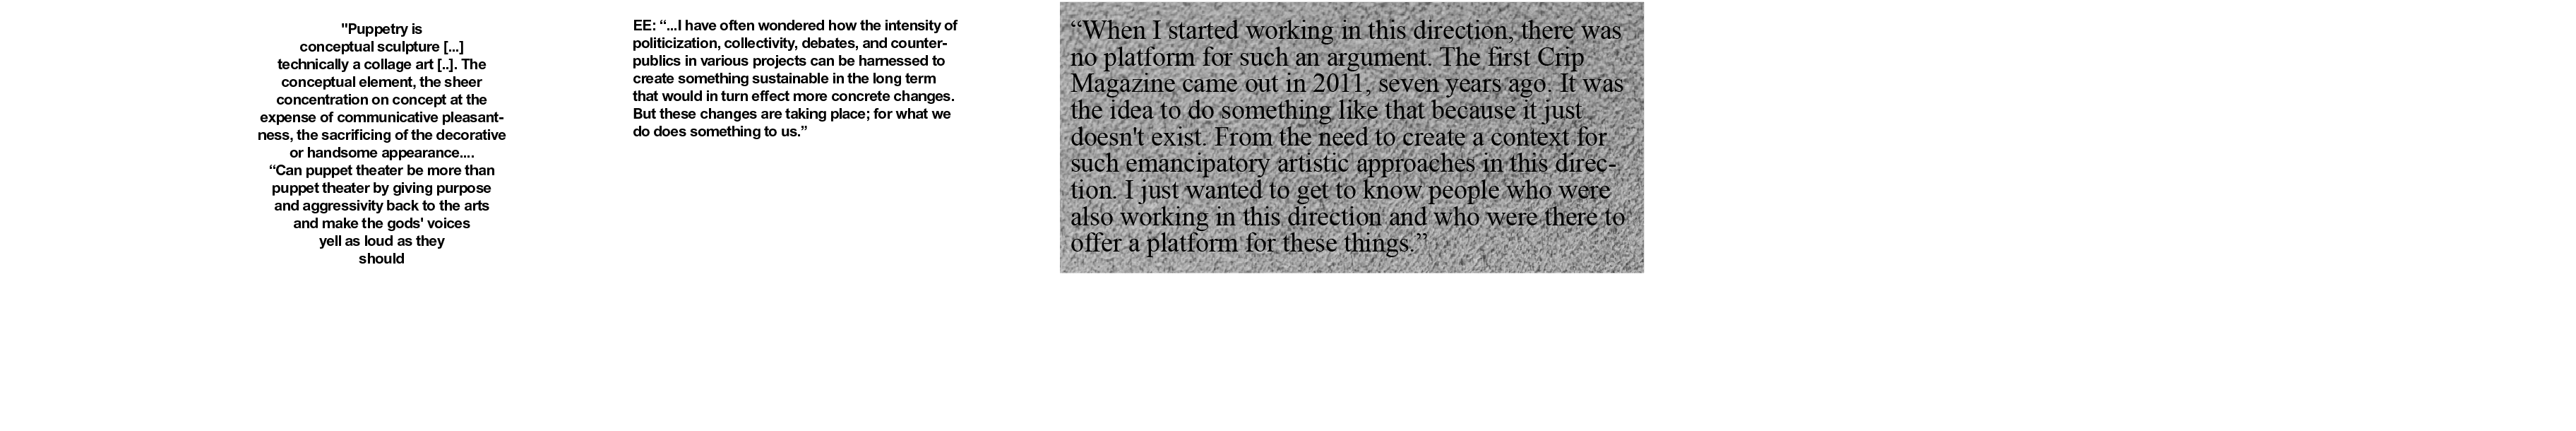 "Puppetry is
conceptual sculpture [...]
technically a collage art [..]. The
conceptual element, the sheer
concentration on concept at the
expense of communicative pleasant-
ness, the sacrificing of the decorative
or handsome appearance....
“Can puppet theater be more than
puppet theater by giving purpose
and aggressivity back to the arts
and make the gods' voices
yell as loud as they
should
EE: “...I have often wondered how the intensity of
politicization, collectivity, debates, and counter-
publics in various projects can be harnessed to
create something sustainable in the long term
that would in turn effect more concrete changes.
But these changes are taking place; for what we
do does something to us.”
“When I started working in this direction, there was
no platform for such an argument. The first Crip
Magazine came out in 2011, seven years ago. It was
the idea to do something like that because it just
doesn't exist. From the need to create a context for
such emancipatory artistic approaches in this direc-
tion. I just wanted to get to know people who were
also working in this direction and who were there to
offer a platform for these things.”